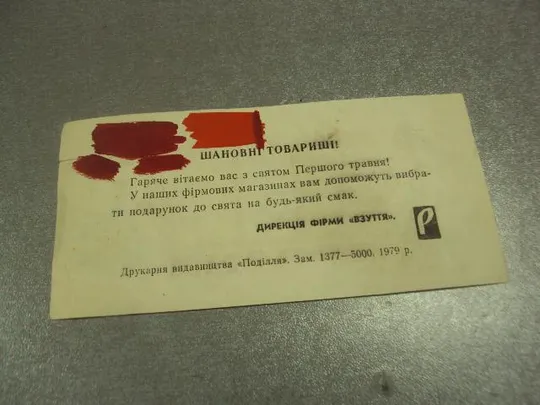 ШАНОВНІ ТОВАРИШІ!
Гаряче вітаємо вас з святом Першого травня!
У наших фірмових магазинах вам допоможуть вибра-
ти подарунок до свята на будь-який смак.
ДИРЕКЦІЯ ФІРМИ «ВЗУТТЯ».
Друкарня видавництва «Поділля». Зам. 1377—5000. 1979 р.